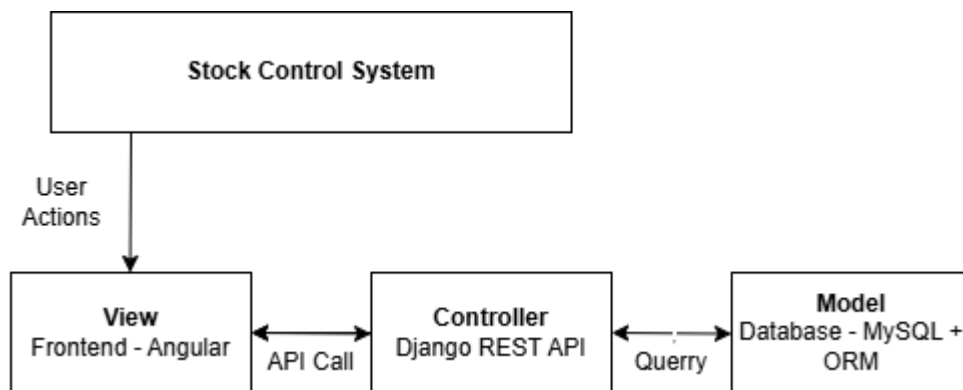 Stock Control System
User
Actions
View
Frontend - Angular
API Call
Controller
Django REST API
Querry
Model
Database - MySQL +
ORM